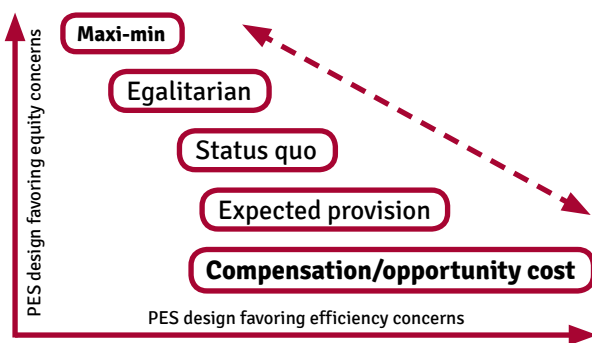 PES design favoring equity concerns
Maxi-min
Egalitarian
Status quo
Expected provision
Compensation/opportunity cost
PES design favoring efficiency concerns